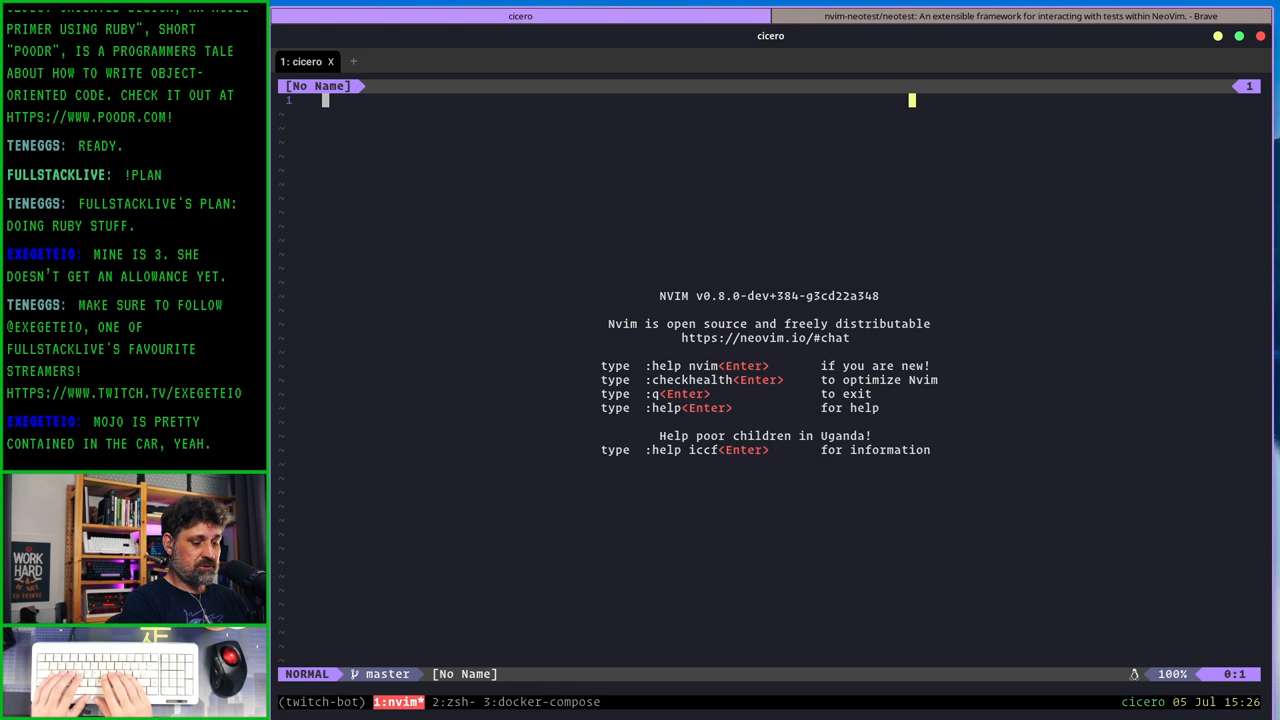 PRIMER USING RUBY", SHORT
"POODR", IS A PROGRAMMERS TALE
ABOUT HOW TO WRITE OBJECT-
ORIENTED CODE. CHECK IT OUT AT
HTTPS://WWW.POODR.COM!
TENEGGS: READY.
FULLSTACKLIVE: !PLAN
TENEGGS: FULLSTACKLIVE'S PLAN:
DOING RUBY STUFF.
EXEGETEIO: MINE IS 3. SHE
DOESN'T GET AN ALLOWANCE YET.
TENEGGS: MAKE SURE TO FOLLOW
@EXEGETEIO, ONE OF
FULLSTACKLIVE'S FAVOURITE
STREAMERS!
HTTPS://WWW.TWITCH.TV/EXEGETEIO
EXEGETEIO: MOJO IS PRETTY
CONTAINED IN THE CAR, YEAH.
WORK
HARD
cicero
nvim-neotest/neotest: An extensible framework for interacting with tests within NeoVim. - Brave
cicero
1: cicero X +
[No Name] 1
1
NVIM v0.8.0-dev+384-g3cd22a348
Nvim is open source and freely distributable
https://neovim.io/#chat
type :help nvim<Enter> if you are new!
type :checkhealth<Enter> to optimize Nvim
type :q<Enter> to exit
type :help<Enter> for help
Help poor children in Uganda!
type :help iccf<Enter> for information
NORMAL master [No Name] 100% 0:1
(twitch-bot) 1:nvim* 2:zsh- 3:docker-compose cicero 05 Jul 15:26